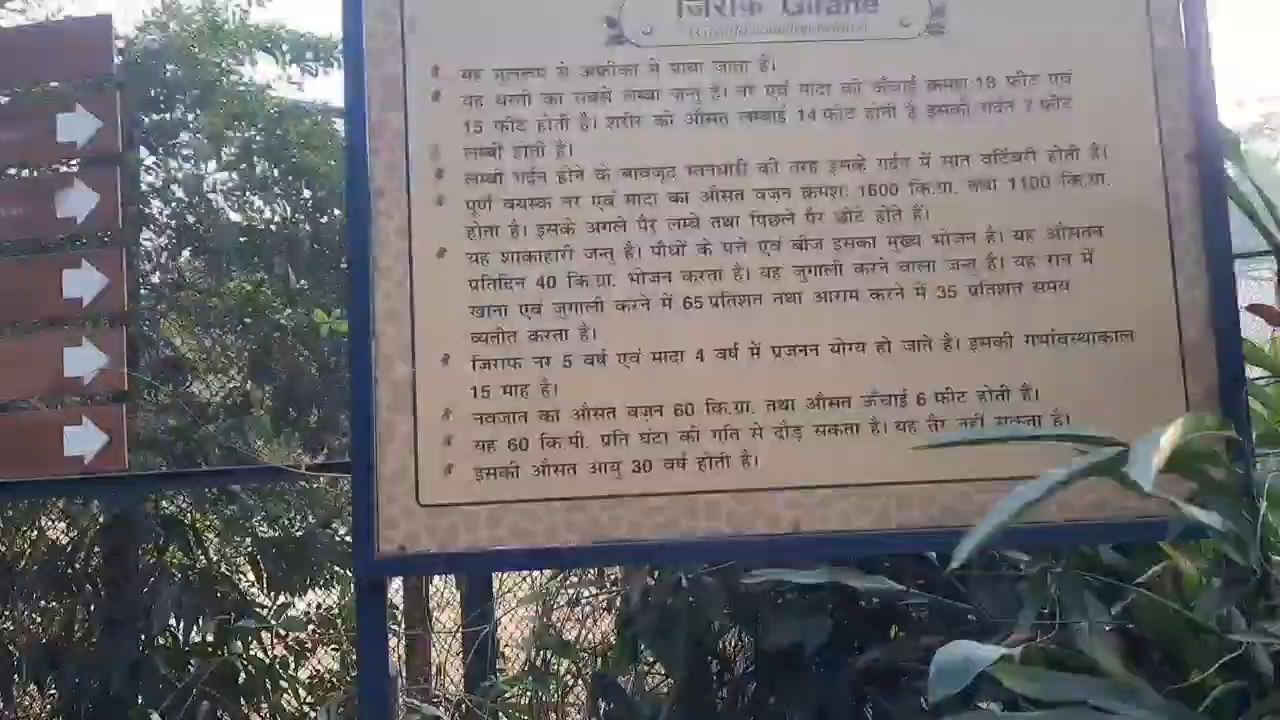 जिराफ Giraffe
यह मूलरूप से अफ्रीका में पाया जाता है।
यह धरती का सबसे लम्बा जन्तु है। नर एवं मादा की ऊँचाई क्रमशः 18 फीट एवं
15 फीट होती है। शरीर की औसत लम्बाई 14 फीट होती है इसकी गर्दन 7 फीट
लम्बी होती है।
लम्बी गर्दन होने के बावजूद स्तनधारी की तरह इसके गर्दन में सात वर्टिबरी होती है।
पूर्ण वयस्क नर एवं मादा का औसत वज़न क्रमशः 1600 कि.ग्रा. तथा 1100 कि.ग्रा.
होता है। इसके अगले पैर लम्बे तथा पिछले पैर छोटे होते हैं।
यह शाकाहारी जन्तु है। पौधों के पत्ते एवं बीज इसका मुख्य भोजन है। यह औसतन
प्रतिदिन 40 कि.ग्रा. भोजन करता है। यह जुगाली करने वाला जन्तु है। यह रात में
खाना एवं जुगाली करने में 65 प्रतिशत तथा आराम करने में 35 प्रतिशत समय
व्यतीत करता है।
जिराफ नर 5 वर्ष एवं मादा 4 वर्ष में प्रजनन योग्य हो जाते है। इसकी गर्भावस्थाकाल
15 माह है।
नवजात का औसत वज़न 60 कि.ग्रा. तथा औसत ऊँचाई 6 फीट होती है।
यह 60 कि.मी. प्रति घंटा की गति से दौड़ सकता है। यह तैर नहीं सकता है।
इसकी औसत आयु 30 वर्ष होती है।